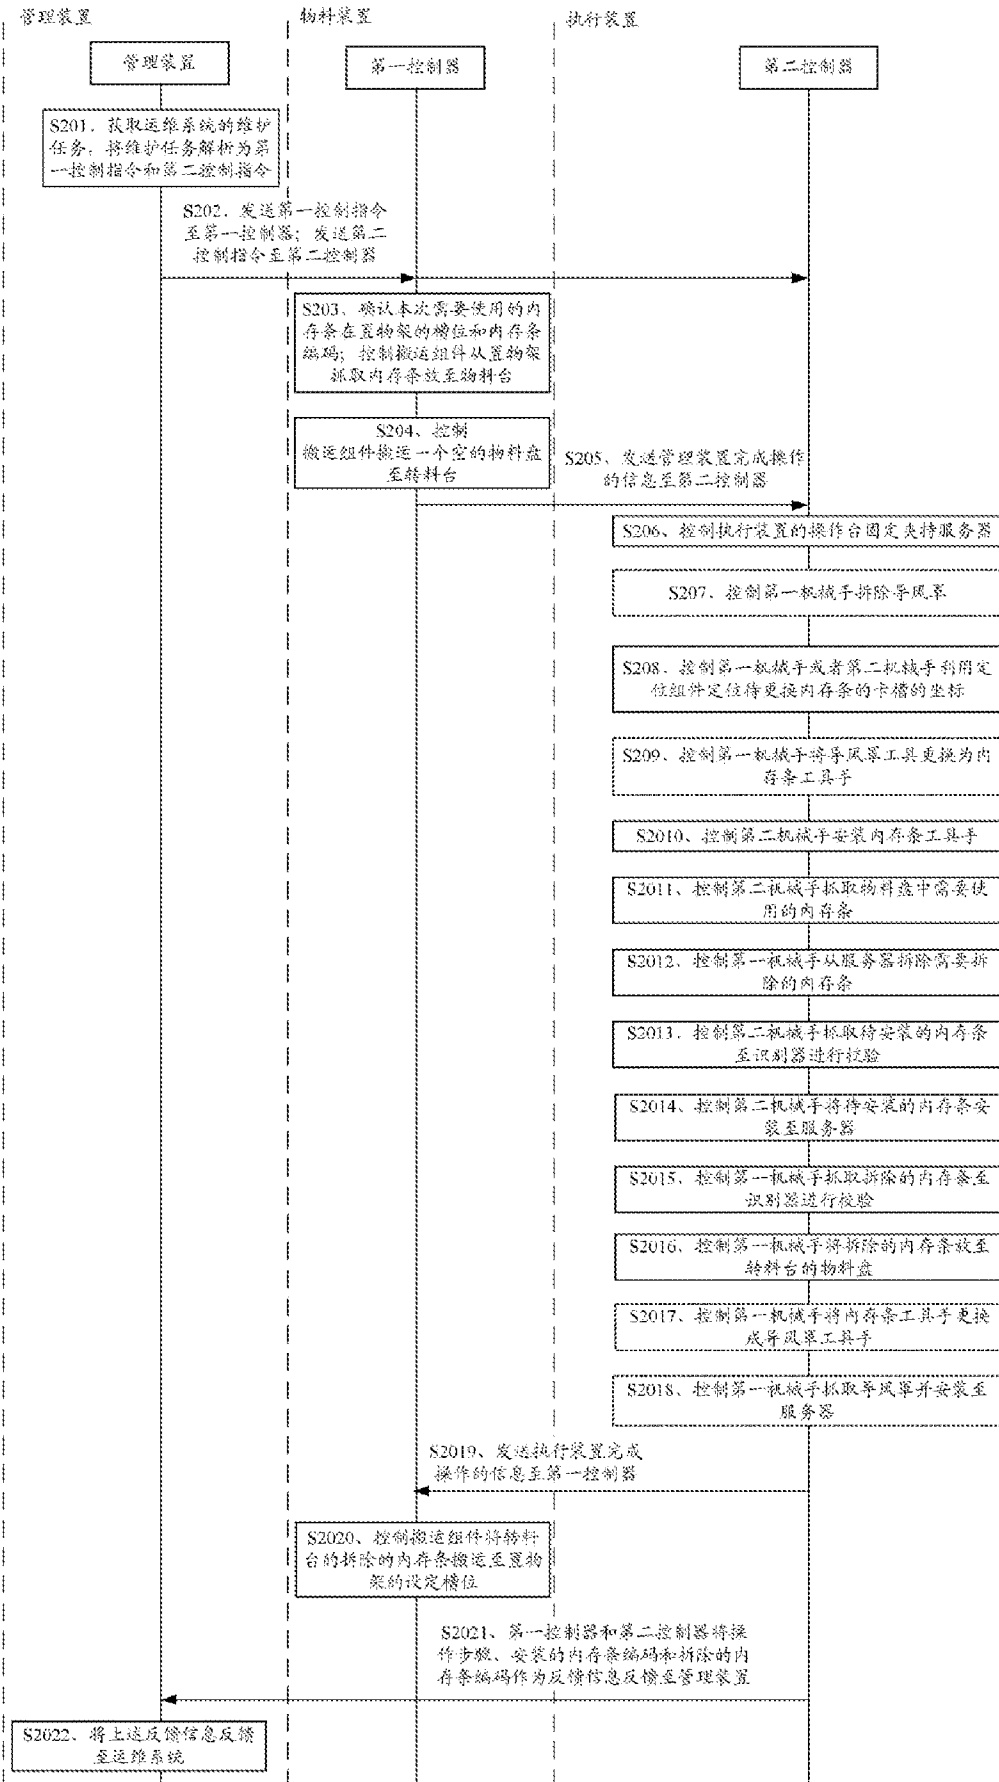 管理装置
物料装置
执行装置
管理装置
第一控制器
第二控制器
S201、获取运维系统的维护
任务；将维护任务解析为第
一控制指令和第二控制指令
S202、发送第一控制指令
至第一控制器；发送第二
控制指令至第二控制器
S203、确认本次需要使用的内
存条在置物架的槽位和内存条
编码；控制搬运组件从置物架
抓取内存条放至物料台
S204、控制
搬运组件搬运一个空的物料盘
至转料台
S205、发送管理装置完成操作
的信息至第二控制器
S206、控制执行装置的操作台固定夹持服务器
S207、控制第一机械手拆除导风罩
S208、控制第一机械手或者第二机械手利用定
位组件定位待更换内存条的卡槽的坐标
S209、控制第一机械手将导风罩工具更换为内
存条工具手
S2010、控制第二机械手安装内存条工具手
S2011、控制第二机械手抓取物料盘中需要使
用的内存条
S2012、控制第一机械手从服务器拆除需要拆
除的内存条
S2013、控制第二机械手抓取待安装的内存条
至识别器进行校验
S2014、控制第二机械手将待安装的内存条安
装至服务器
S2015、控制第一机械手抓取拆除的内存条至
识别器进行校验
S2016、控制第一机械手将拆除的内存条放至
转料台的物料盘
S2017、控制第一机械手将内存条工具手更换
成导风罩工具手
S2018、控制第一机械手抓取导风罩并安装至
服务器
S2019、发送执行装置完成
操作的信息至第一控制器
S2020、控制搬运组件将转料
台的拆除的内存条搬运至置物
架的设定槽位
S2021、第一控制器和第二控制器将操
作步骤、安装的内存条编码和拆除的内
存条编码作为反馈信息反馈至管理装置
S2022、将上述反馈信息反馈
至运维系统